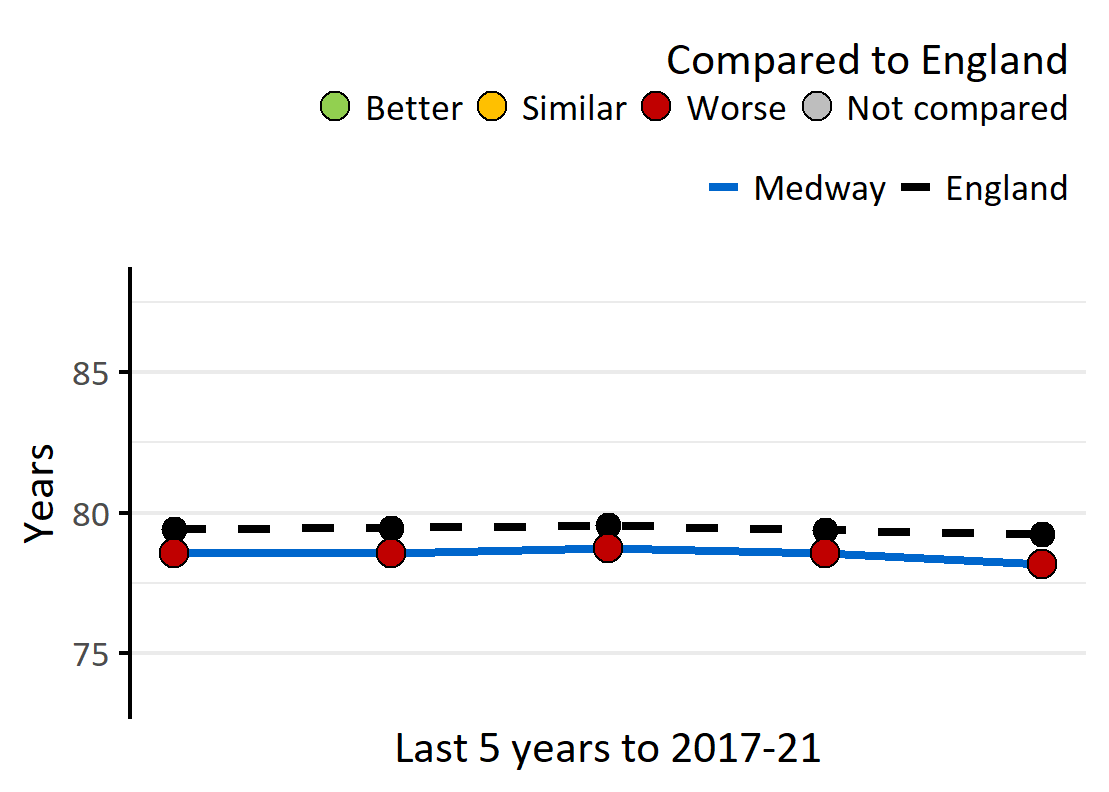 Compared to England
Better Similar Worse Not compared
Medway England
85
80
75
Years
Last 5 years to 2017-21